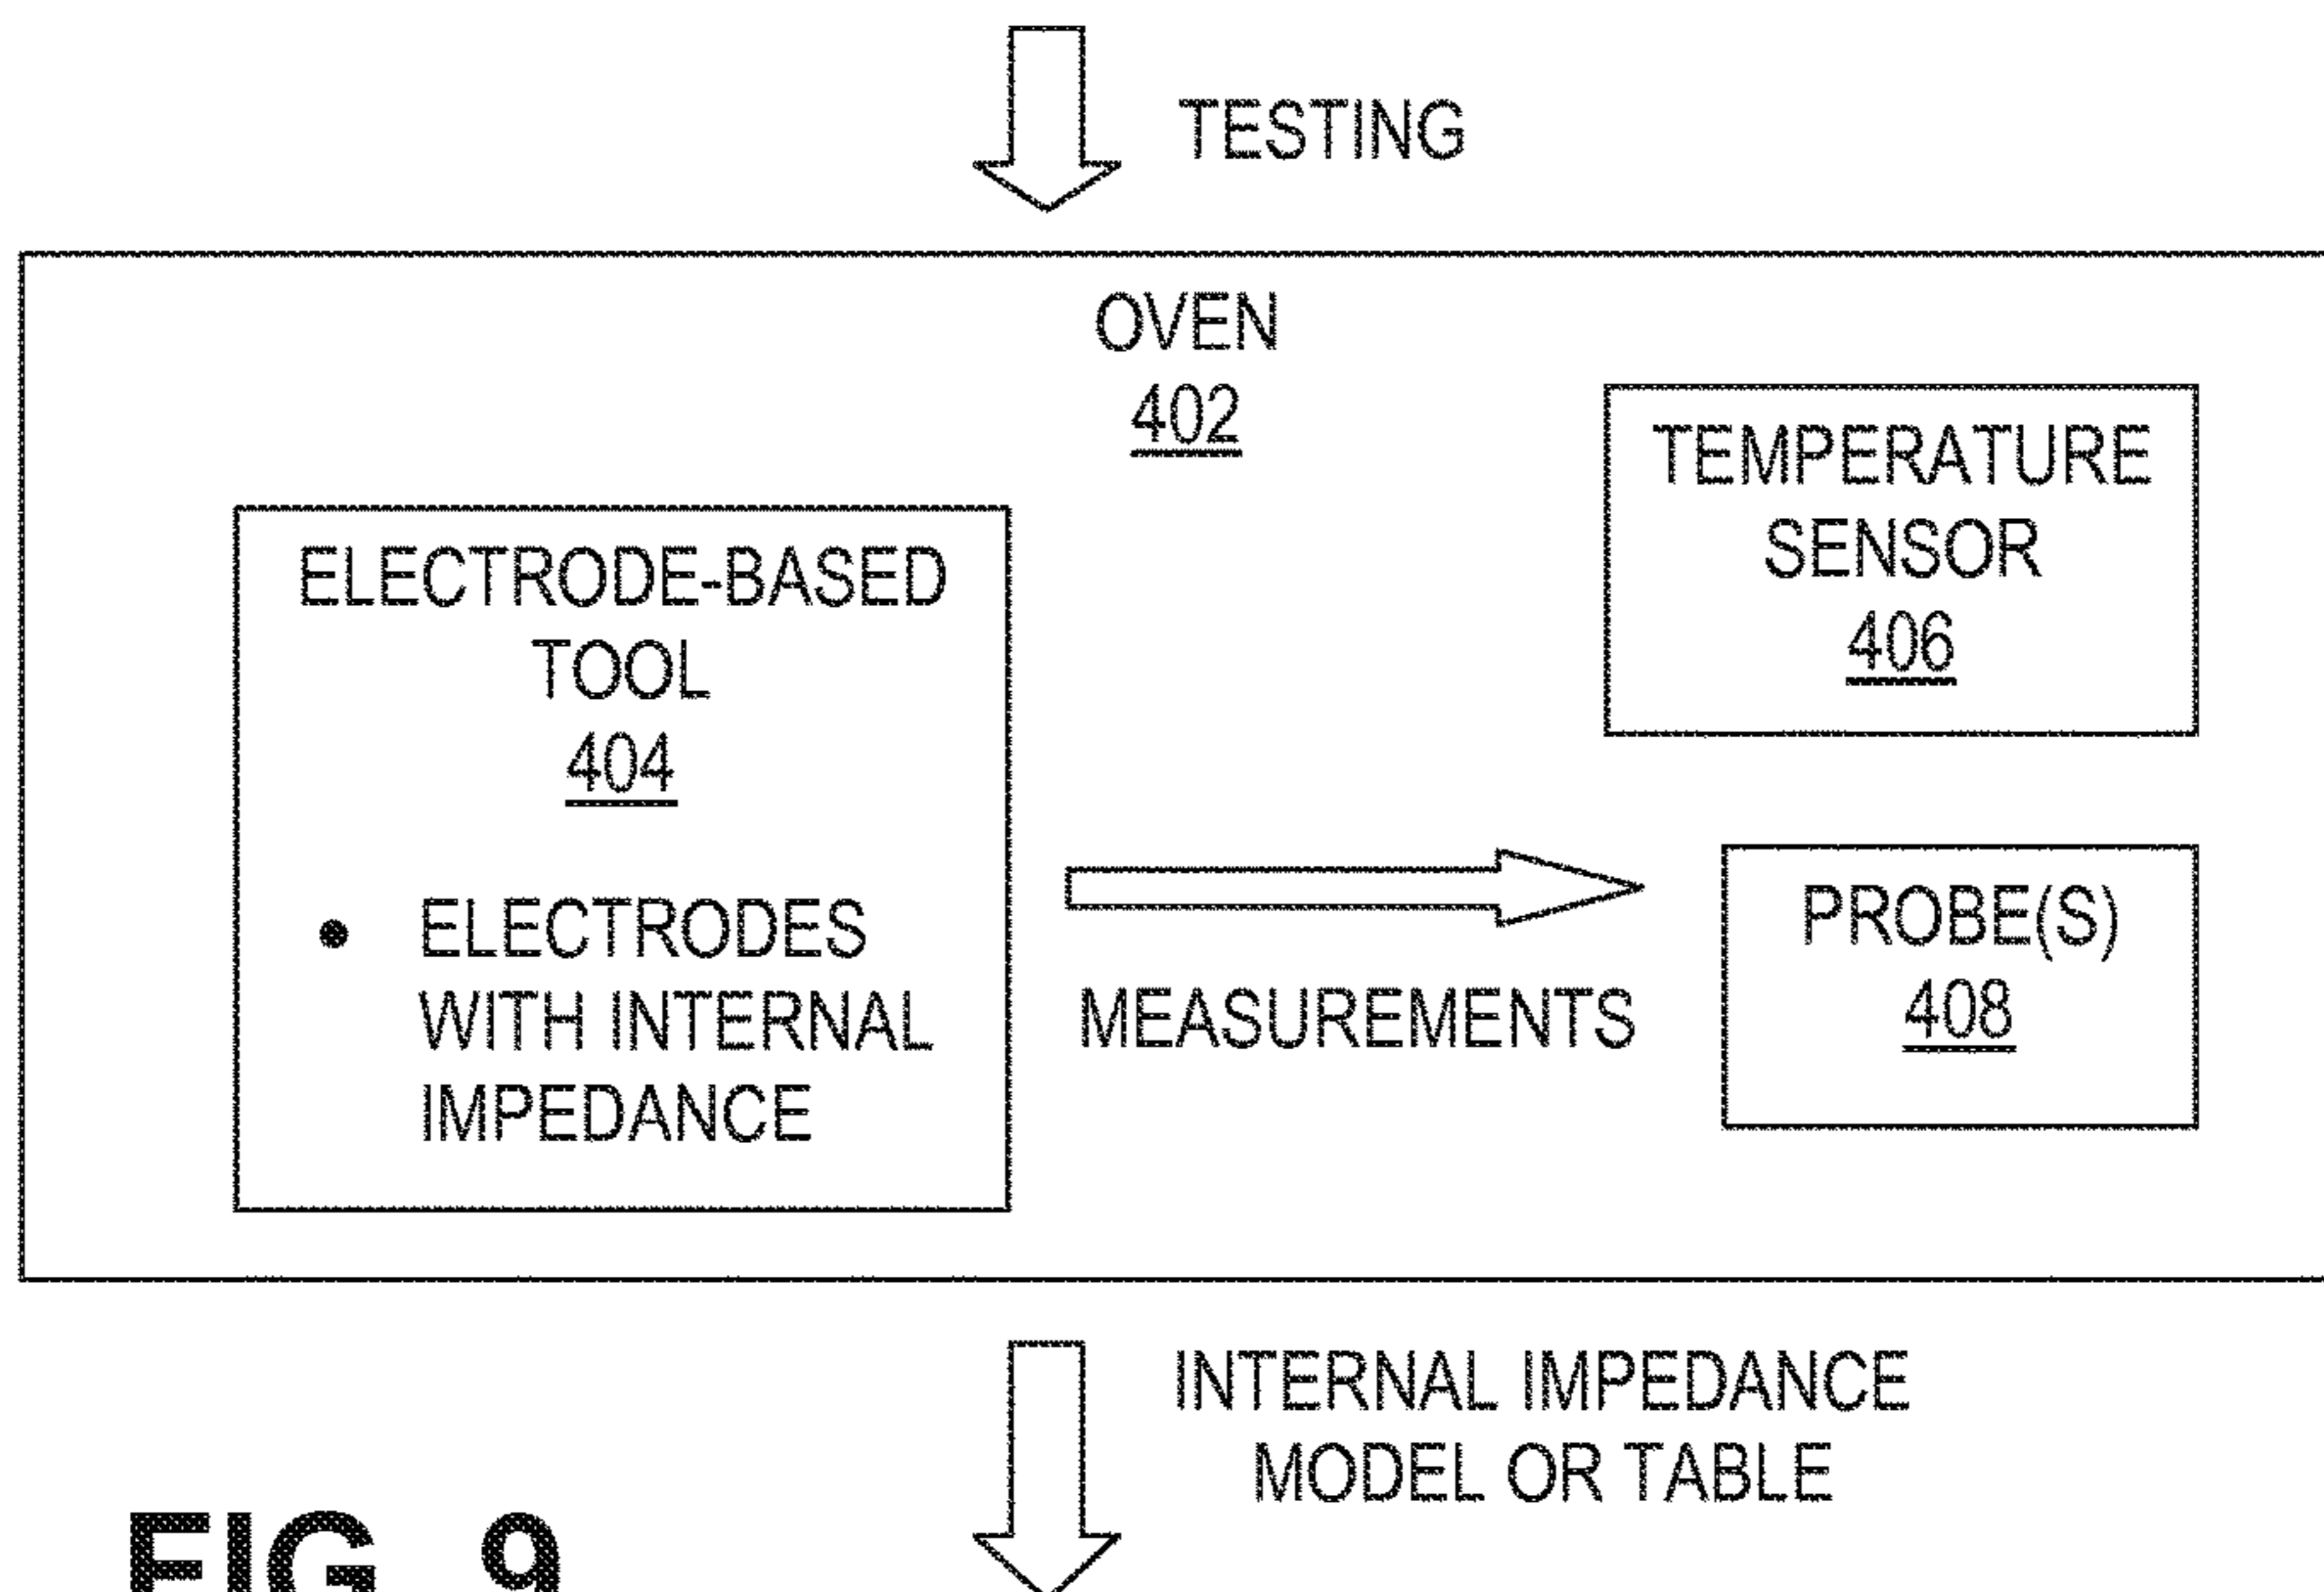 TESTING
OVEN
402
TEMPERATURE
SENSOR
406
ELECTRODE-BASED
TOOL
404
• ELECTRODES
WITH INTERNAL
IMPEDANCE
MEASUREMENTS
PROBE(S)
408
INTERNAL IMPEDANCE
MODEL OR TABLE
FIG. 9